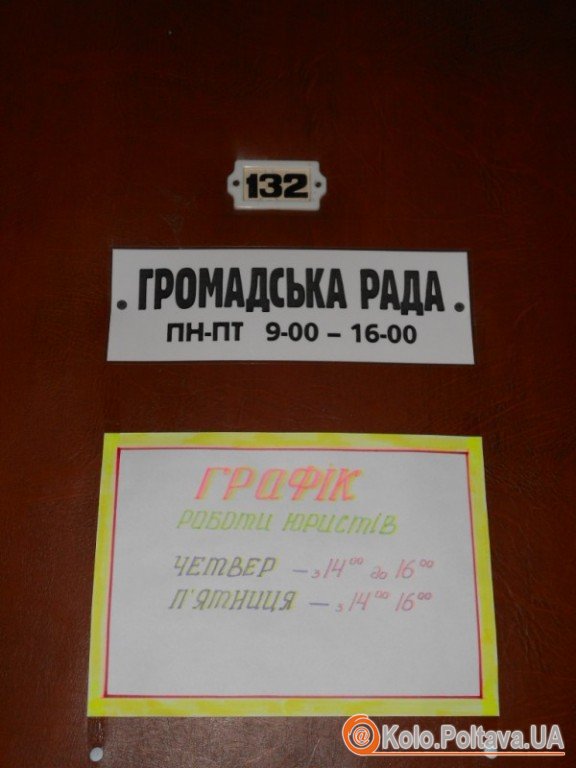 132
ГРОМАДСЬКА РАДА
ПН-ПТ 9-00 – 16-00
ГРАФІК
РОБОТИ ЮРИСТІВ
ЧЕТВЕР – з 14⁰⁰ до 16⁰⁰
П'ЯТНИЦЯ – з 14⁰⁰ 16⁰⁰
@Kolo.Poltava.UA